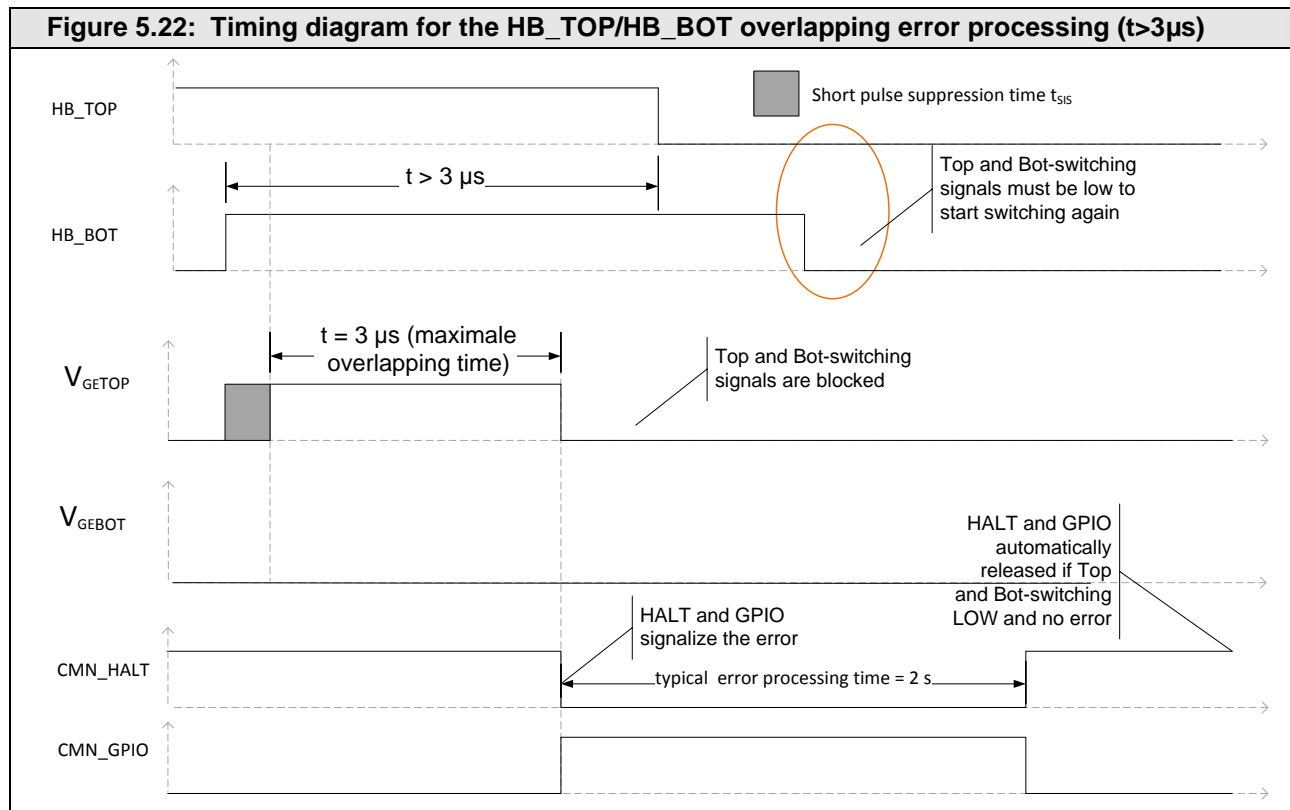 Figure 5.22: Timing diagram for the HB_TOP/HB_BOT overlapping error processing (t>3µs)
HB_TOP
Short pulse suppression time tSIS
t > 3 µs
Top and Bot-switching
signals must be low to
start switching again
HB_BOT
t = 3 µs (maximale
overlapping time)
VGETOP
Top and Bot-switching
signals are blocked
VGEBOT
HALT and GPIO
automatically
released if Top
and Bot-switching
LOW and no error
HALT and GPIO
signalize the error
CMN_HALT
typical error processing time = 2 s
CMN_GPIO